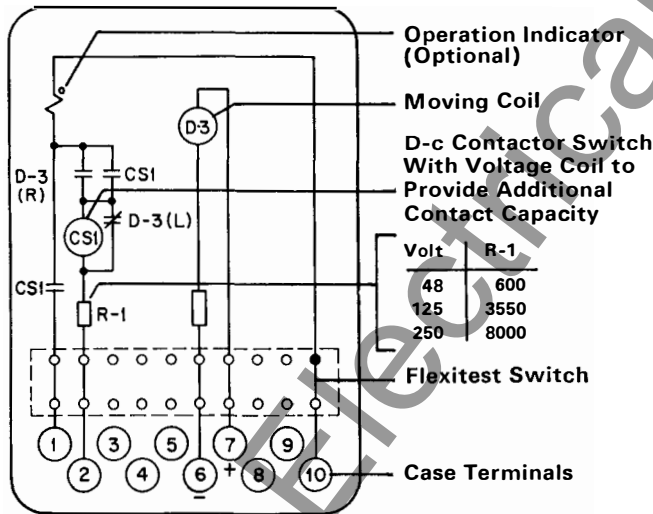 Operation Indicator
(Optional)
D-3
Moving Coil
D-c Contactor Switch
With Voltage Coil to
Provide Additional
Contact Capacity
D-3
(R)
CS1
D-3(L)
CS1
CS1
R-1
Volt R-1
48 600
125 3550
250 8000
Flexitest Switch
1 3 5 7 9
2 4 6 + 8 10
–
Case Terminals
Electrical